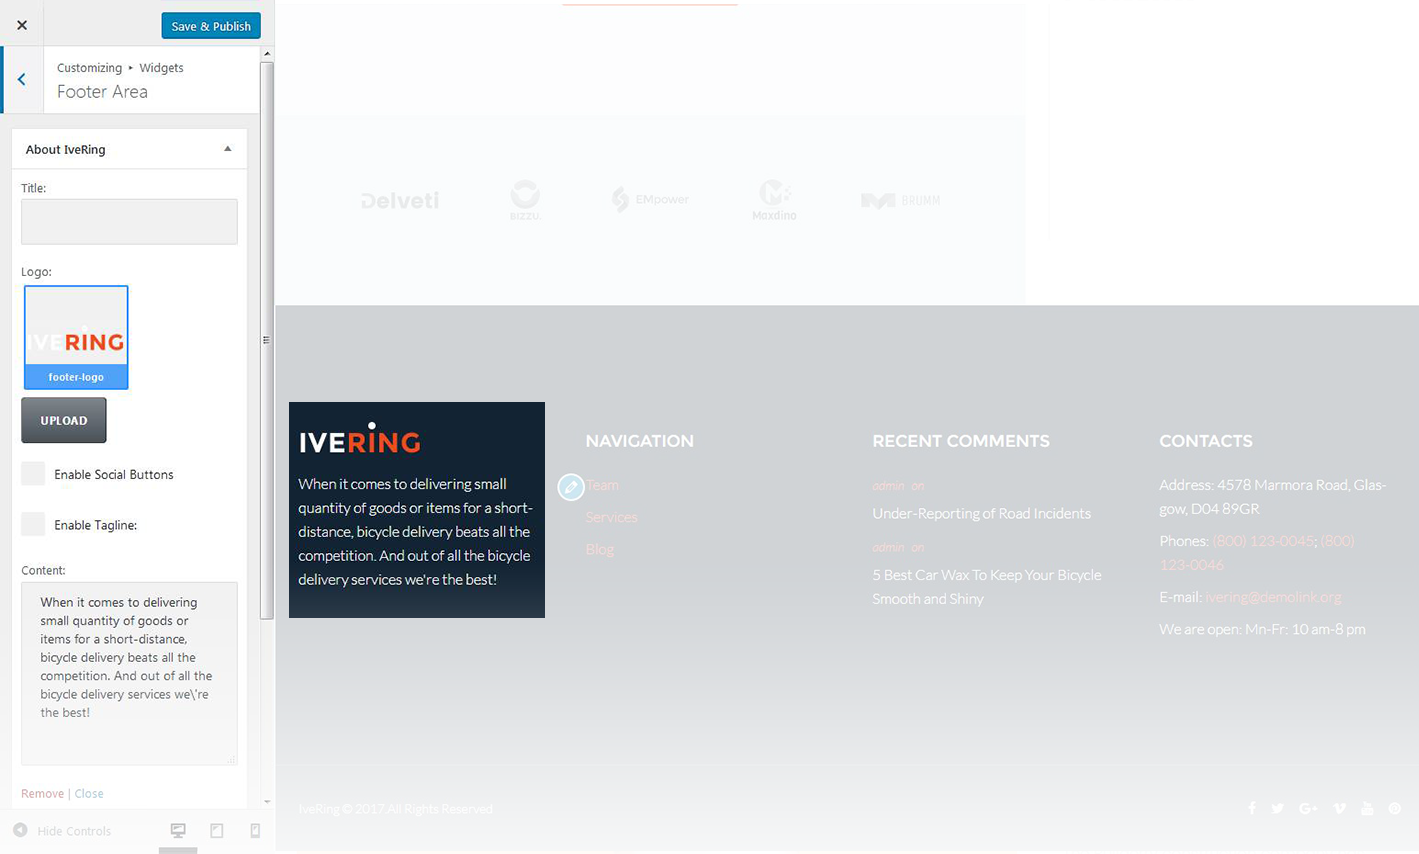 Save & Publish
Customizing ▸ Widgets
Footer Area
About IveRing
Title:
Logo:
IVERING
footer-logo
UPLOAD
Enable Social Buttons
Enable Tagline:
Content:
When it comes to delivering
small quantity of goods or
items for a short-distance,
bicycle delivery beats all the
competition. And out of all the
bicycle delivery services we\'re
the best!
Remove | Close
Hide Controls
Delveti
BIZZU.
EMpower
Maxdino
BRUMM
IVERING
When it comes to delivering small
quantity of goods or items for a short-
distance, bicycle delivery beats all the
competition. And out of all the bicycle
delivery services we're the best!
NAVIGATION
Team
Services
Blog
RECENT COMMENTS
admin on
Under-Reporting of Road Incidents
admin on
5 Best Car Wax To Keep Your Bicycle
Smooth and Shiny
CONTACTS
Address: 4578 Marmora Road, Glas-
gow, D04 89GR
Phones: (800) 123-0045; (800)
123-0046
E-mail: ivering@demolink.org
We are open: Mn-Fr: 10 am-8 pm
IveRing © 2017 All Rights Reserved